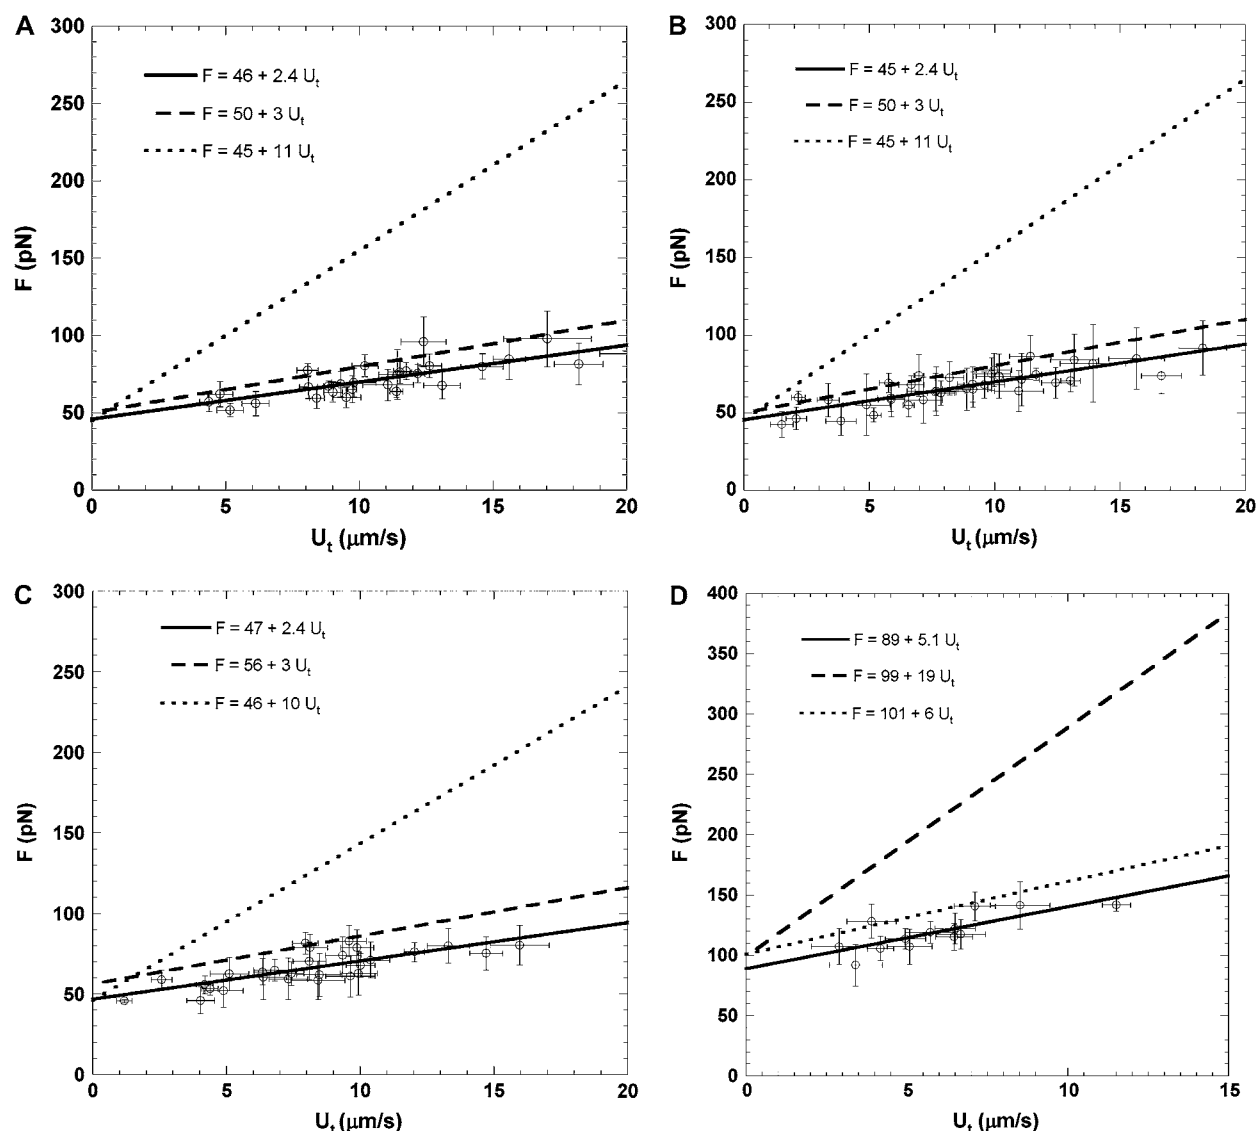 A
300
250
200
150
100
50
0
F (pN)
F = 46 + 2.4 Ut
F = 50 + 3 Ut
F = 45 + 11 Ut
0 5 10 15 20
Ut (μm/s)
B
300
250
200
150
100
50
0
F (pN)
F = 45 + 2.4 Ut
F = 50 + 3 Ut
F = 45 + 11 Ut
0 5 10 15 20
Ut (μm/s)
C
300
250
200
150
100
50
0
F (pN)
F = 47 + 2.4 Ut
F = 56 + 3 Ut
F = 46 + 10 Ut
0 5 10 15 20
Ut (μm/s)
D
400
350
300
250
200
150
100
50
0
F (pN)
F = 89 + 5.1 Ut
F = 99 + 19 Ut
F = 101 + 6 Ut
0 5 10 15
Ut (μm/s)